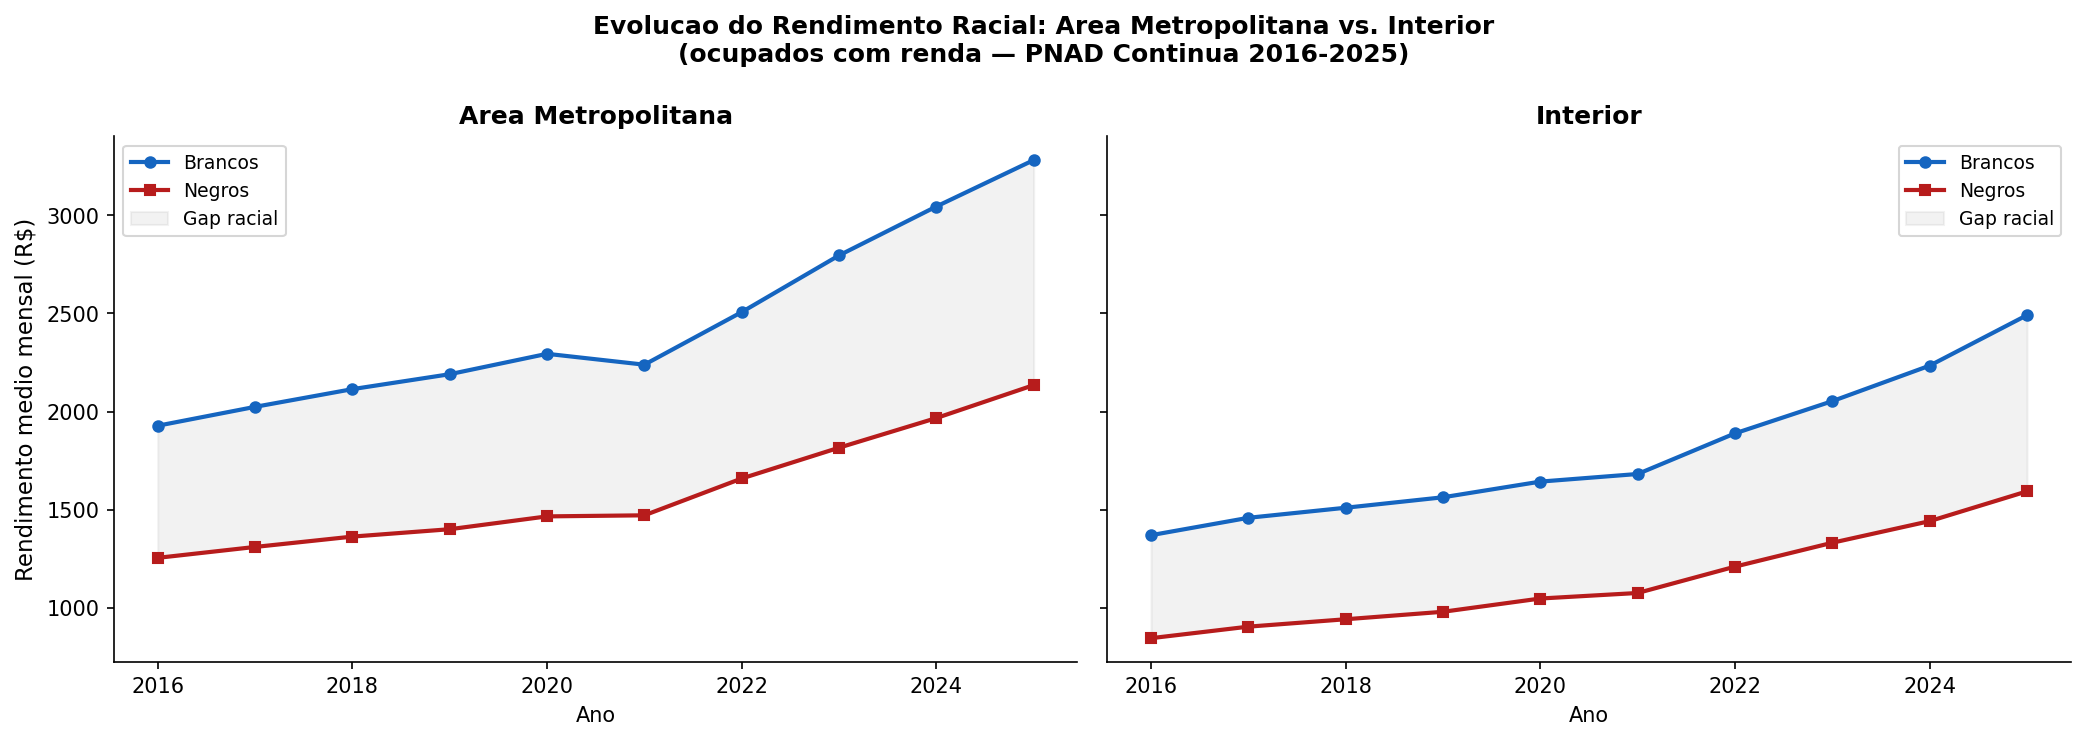 Evolucao do Rendimento Racial: Area Metropolitana vs. Interior
(ocupados com renda — PNAD Continua 2016-2025)
Area Metropolitana
Brancos
Negros
Gap racial
Rendimento medio mensal (R$)
3000
2500
2000
1500
1000
2016
2018
2020
2022
2024
Ano
Interior
Brancos
Negros
Gap racial
2016
2018
2020
2022
2024
Ano